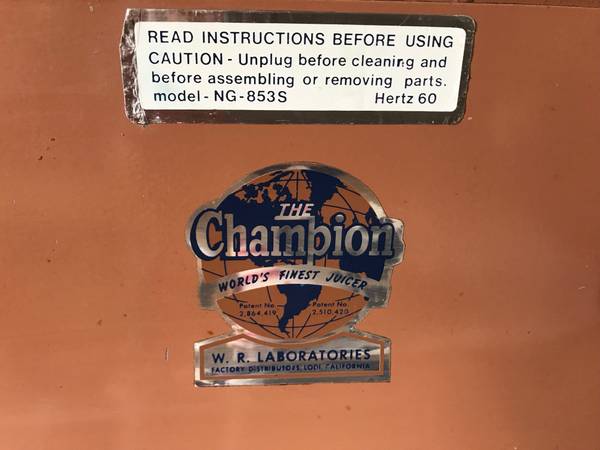 READ INSTRUCTIONS BEFORE USING
CAUTION - Unplug before cleaning and
before assembling or removing parts.
model - NG-853S Hertz 60
THE
Champion
WORLD'S FINEST JUICER
Patent No. Patent No.
2,864,419 2,510,420
W. R. LABORATORIES
FACTORY DISTRIBUTORS, LODI, CALIFORNIA